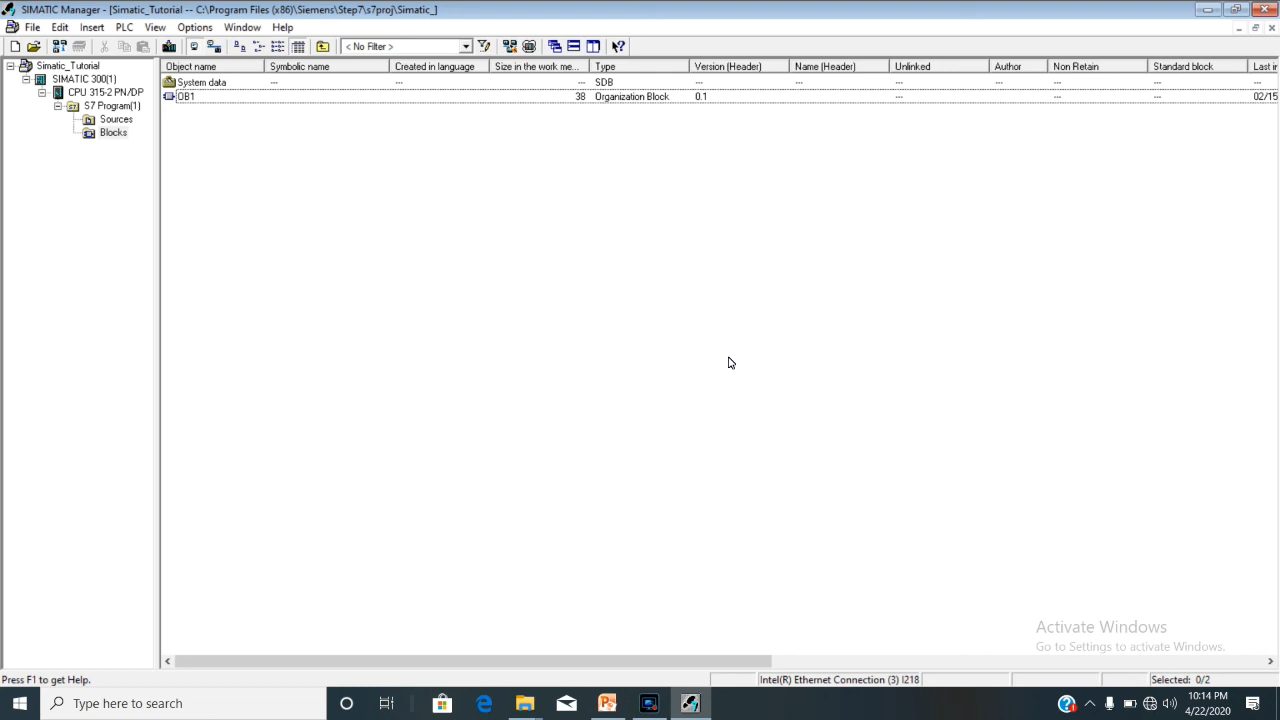 SIMATIC Manager - [Simatic_Tutorial -- C:\Program Files (x86)\Siemens\Step7\s7proj\Simatic_]
File Edit Insert PLC View Options Window Help
< No Filter >
Simatic_Tutorial
SIMATIC 300(1)
CPU 315-2 PN/DP
S7 Program(1)
Sources
Blocks
Object name Symbolic name Created in language Size in the work me... Type Version (Header) Name (Header) Unlinked Author Non Retain Standard block Last in
System data --- --- --- SDB --- --- --- --- --- --- ---
OB1 38 Organization Block 0.1 --- --- --- 02/15
Activate Windows
Go to Settings to activate Windows.
Press F1 to get Help. Intel(R) Ethernet Connection (3) I218 Selected: 0/2
Type here to search
10:14 PM
4/22/2020